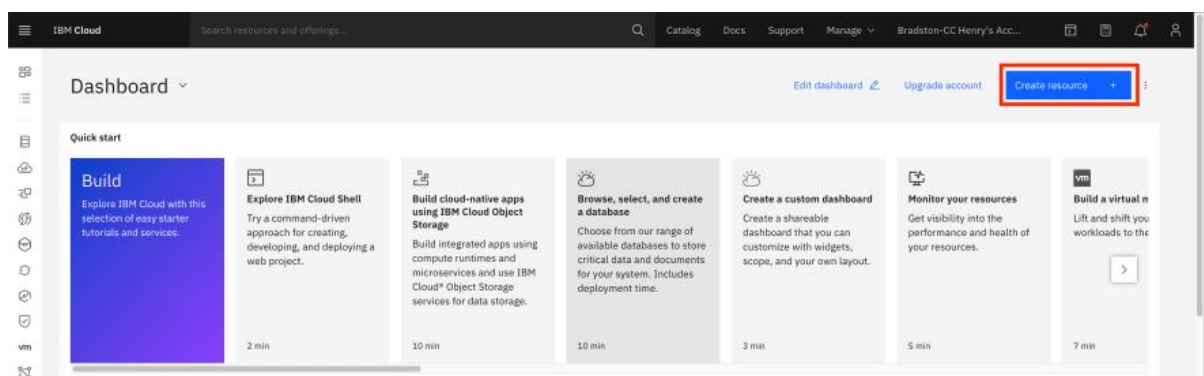 IBM Cloud
Search resources and offerings...
Catalog
Docs
Support
Manage
Bradston-CC Henry's Acc...
Dashboard
Edit dashboard
Upgrade account
Create resource +
Quick start
Build
Explore IBM Cloud with this
selection of easy starter
tutorials and services.
Explore IBM Cloud Shell
Try a command-driven
approach for creating,
developing, and deploying a
web project.
2 min
Build cloud-native apps
using IBM Cloud Object
Storage
Build integrated apps using
compute runtimes and
microservices and use IBM
Cloud® Object Storage
services for data storage.
10 min
Browse, select, and create
a database
Choose from our range of
available databases to store
critical data and documents
for your system. Includes
deployment time.
10 min
Create a custom dashboard
Create a shareable
dashboard that you can
customize with widgets,
scope, and your own layout.
3 min
Monitor your resources
Get visibility into the
performance and health of
your resources.
5 min
vm
Build a virtual m
Lift and shift you
workloads to the
7 min
vm